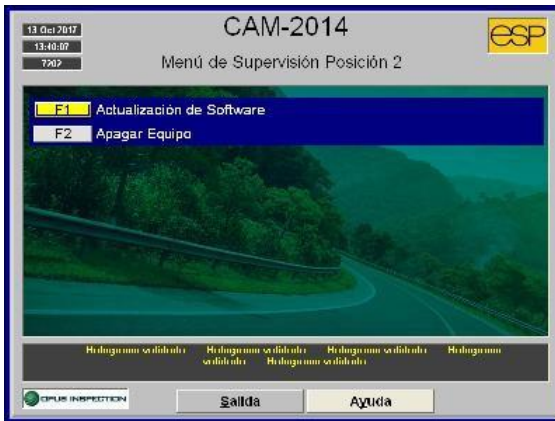 13 Oct 2017
13:40:07
7202
CAM-2014
Menú de Supervisión Posición 2
esp
F1 Actualización de Software
F2 Apagar Equipo
OPUS INSPECTION
Salida
Ayuda